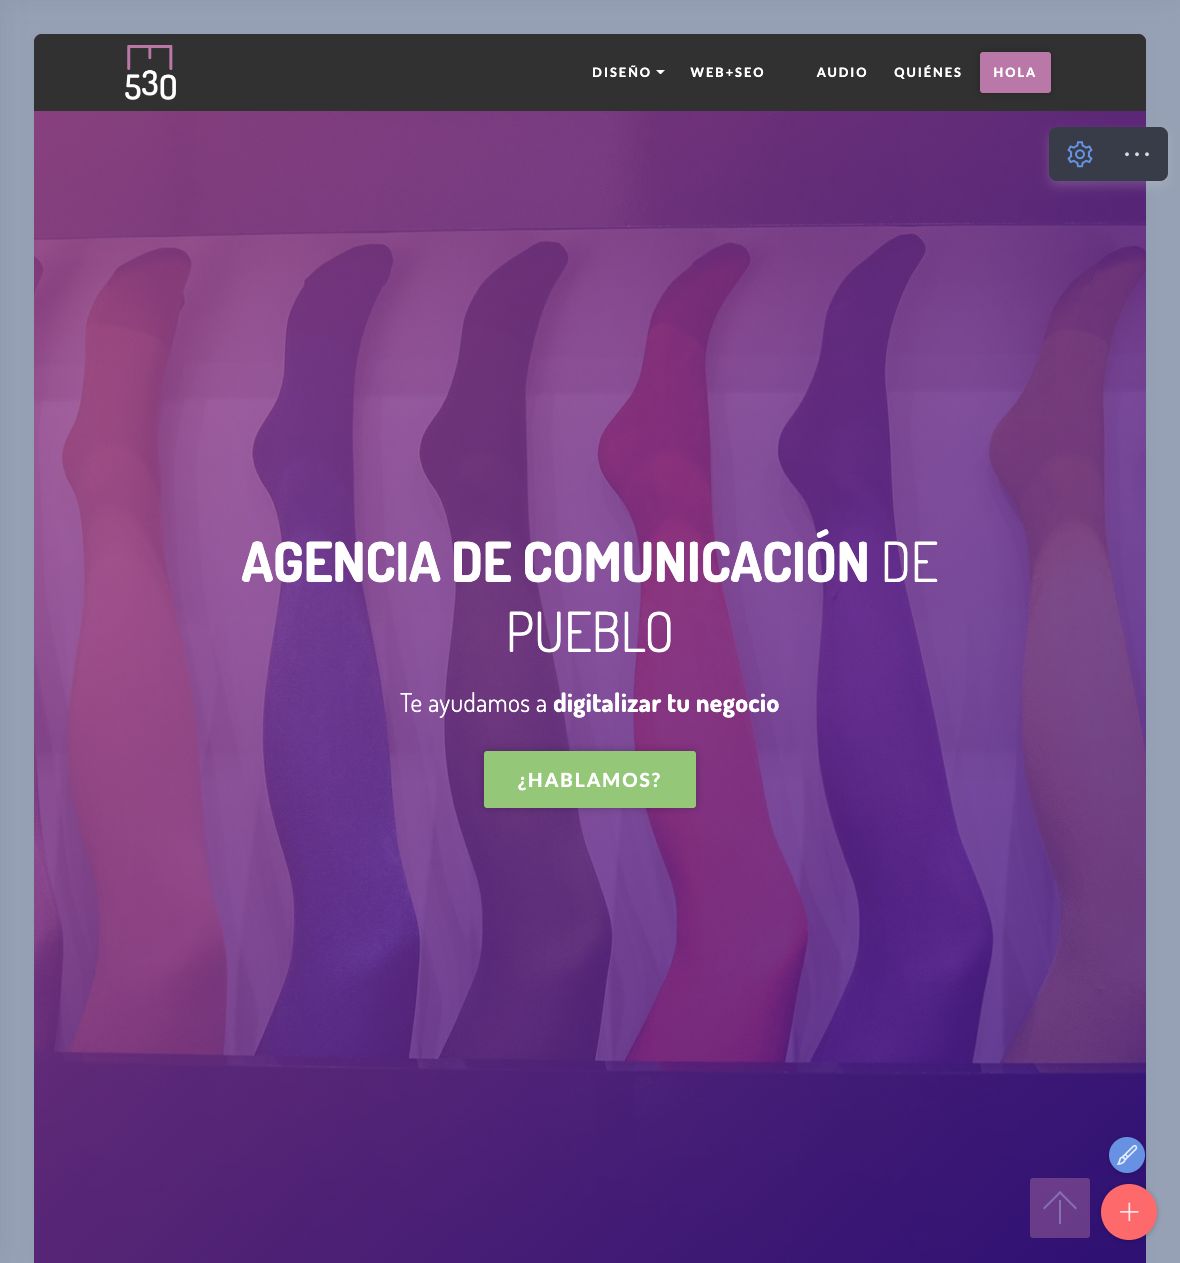 530
DISEÑO
WEB+SEO
AUDIO
QUIÉNES
HOLA
AGENCIA DE COMUNICACIÓN DE
PUEBLO
Te ayudamos a digitalizar tu negocio
¿HABLAMOS?